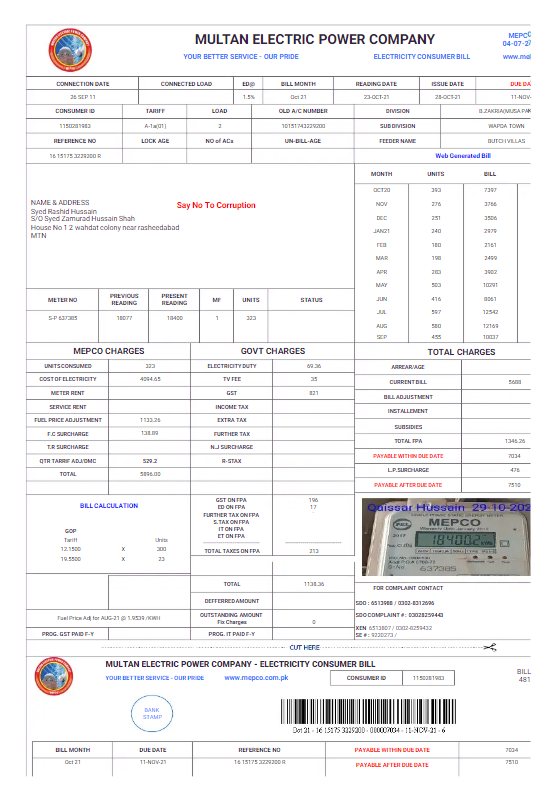 MULTAN ELECTRIC POWER COMPANY
MEPC
04-07-2
YOUR BETTER SERVICE - OUR PRIDE
ELECTRICITY CONSUMER BILL
www.me
CONNECTION DATE CONNECTED LOAD ED@ BILL MONTH READING DATE ISSUE DATE DUE DA
26 SEP 11 1.5% Oct 21 23-OCT-21 28-OCT-21 11-NOV-
CONSUMER ID TARIFF LOAD OLD A/C NUMBER DIVISION B.ZAKRIA(MUSA PAK
1150281983 A-1a(01) 2 10151743229200 SUB DIVISION WAPDA TOWN
REFERENCE NO LOCK AGE NO of ACs UN-BILL-AGE FEEDER NAME BUTCH VILLAS
16 15175 3229200 R Web Generated Bill
MONTH UNITS BILL
OCT20 393 7397
NOV 276 3766
DEC 251 3506
JAN21 240 2979
FEB 180 2161
MAR 198 2499
APR 283 3902
MAY 503 10291
JUN 416 8061
JUL 597 13542
AUG 580 12169
SEP 455 10037
NAME & ADDRESS
Say No To Corruption
Syed Rashid Hussain
S/O Syed Zamurad Hussain Shah
House No 1 2 wahdat colony near rasheedabad
MTN
METER NO PREVIOUS READING PRESENT READING MF UNITS STATUS
S-P 637385 18077 18400 1 323
MEPCO CHARGES GOVT CHARGES TOTAL CHARGES
UNITS CONSUMED 323 ELECTRICITY DUTY 69.36 ARREAR/AGE
COST OF ELECTRICITY 4094.65 TV FEE 35 CURRENT BILL 5688
METER RENT GST 821 BILL ADJUSTMENT
SERVICE RENT INCOME TAX INSTALLEMENT
FUEL PRICE ADJUSTMENT 1133.26 EXTRA TAX SUBSIDIES
F.C SURCHARGE 138.89 FURTHER TAX TOTAL FPA 1346.26
T.R SURCHARGE N.J SURCHARGE
QTR TARRIF ADJ/DMC 529.2 R-STAX PAYABLE WITHIN DUE DATE 7034
TOTAL 5896.00 L.P.SURCHARGE 476
PAYABLE AFTER DUE DATE 7510
BILL CALCULATION
GOP
Tariff Units
12.1500 X 300
19.5500 X 23
GST ON FPA 196
ED ON FPA 17
FURTHER TAX ON FPA
S.TAX ON FPA
IT ON FPA
ET ON FPA
TOTAL TAXES ON FPA 213
Qaissar Hussain 29-10-202
MEPCO
2017
18400.2
637385
TOTAL 1138.36
DEFFERED AMOUNT
OUTSTANDING AMOUNT
Fix Charges 0
Fuel Price Adj for AUG-21 @ 1.9539 /KWH
PROG. GST PAID F-Y PROG. IT PAID F-Y
FOR COMPLAINT CONTACT
SDO : 6513988 / 0302-8312696
SDO COMPLAINT # : 03028259443
XEN 6513807 / 0302-8259432
SE # : 9220373 /
CUT HERE
MULTAN ELECTRIC POWER COMPANY - ELECTRICITY CONSUMER BILL
YOUR BETTER SERVICE - OUR PRIDE www.mepco.com.pk CONSUMER ID 1150281983
BILL
481
BANK
STAMP
Oct 21 - 16 15175 3229200 - 000007034 - 11-NOV-21 - 6
BILL MONTH DUE DATE REFERENCE NO PAYABLE WITHIN DUE DATE 7034
Oct 21 11-NOV-21 16 15175 3229200 R PAYABLE AFTER DUE DATE 7510